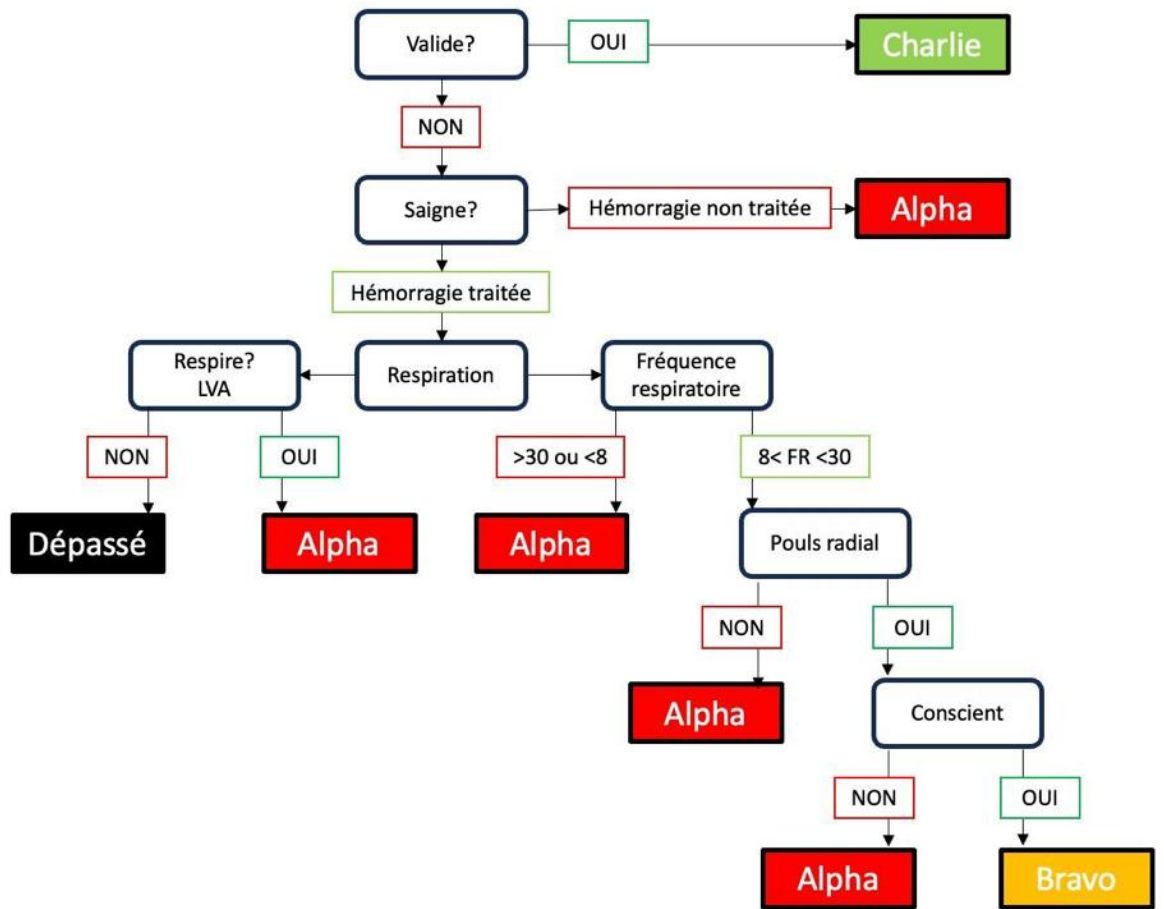 Valide?
OUI
Charlie
NON
Saigne?
Hémorragie non traitée
Alpha
Hémorragie traitée
Respire?
LVA
Respiration
Fréquence
respiratoire
NON
OUI
>30 ou <8
8< FR <30
Dépassé
Alpha
Alpha
Pouls radial
NON
OUI
Alpha
Conscient
NON
OUI
Alpha
Bravo